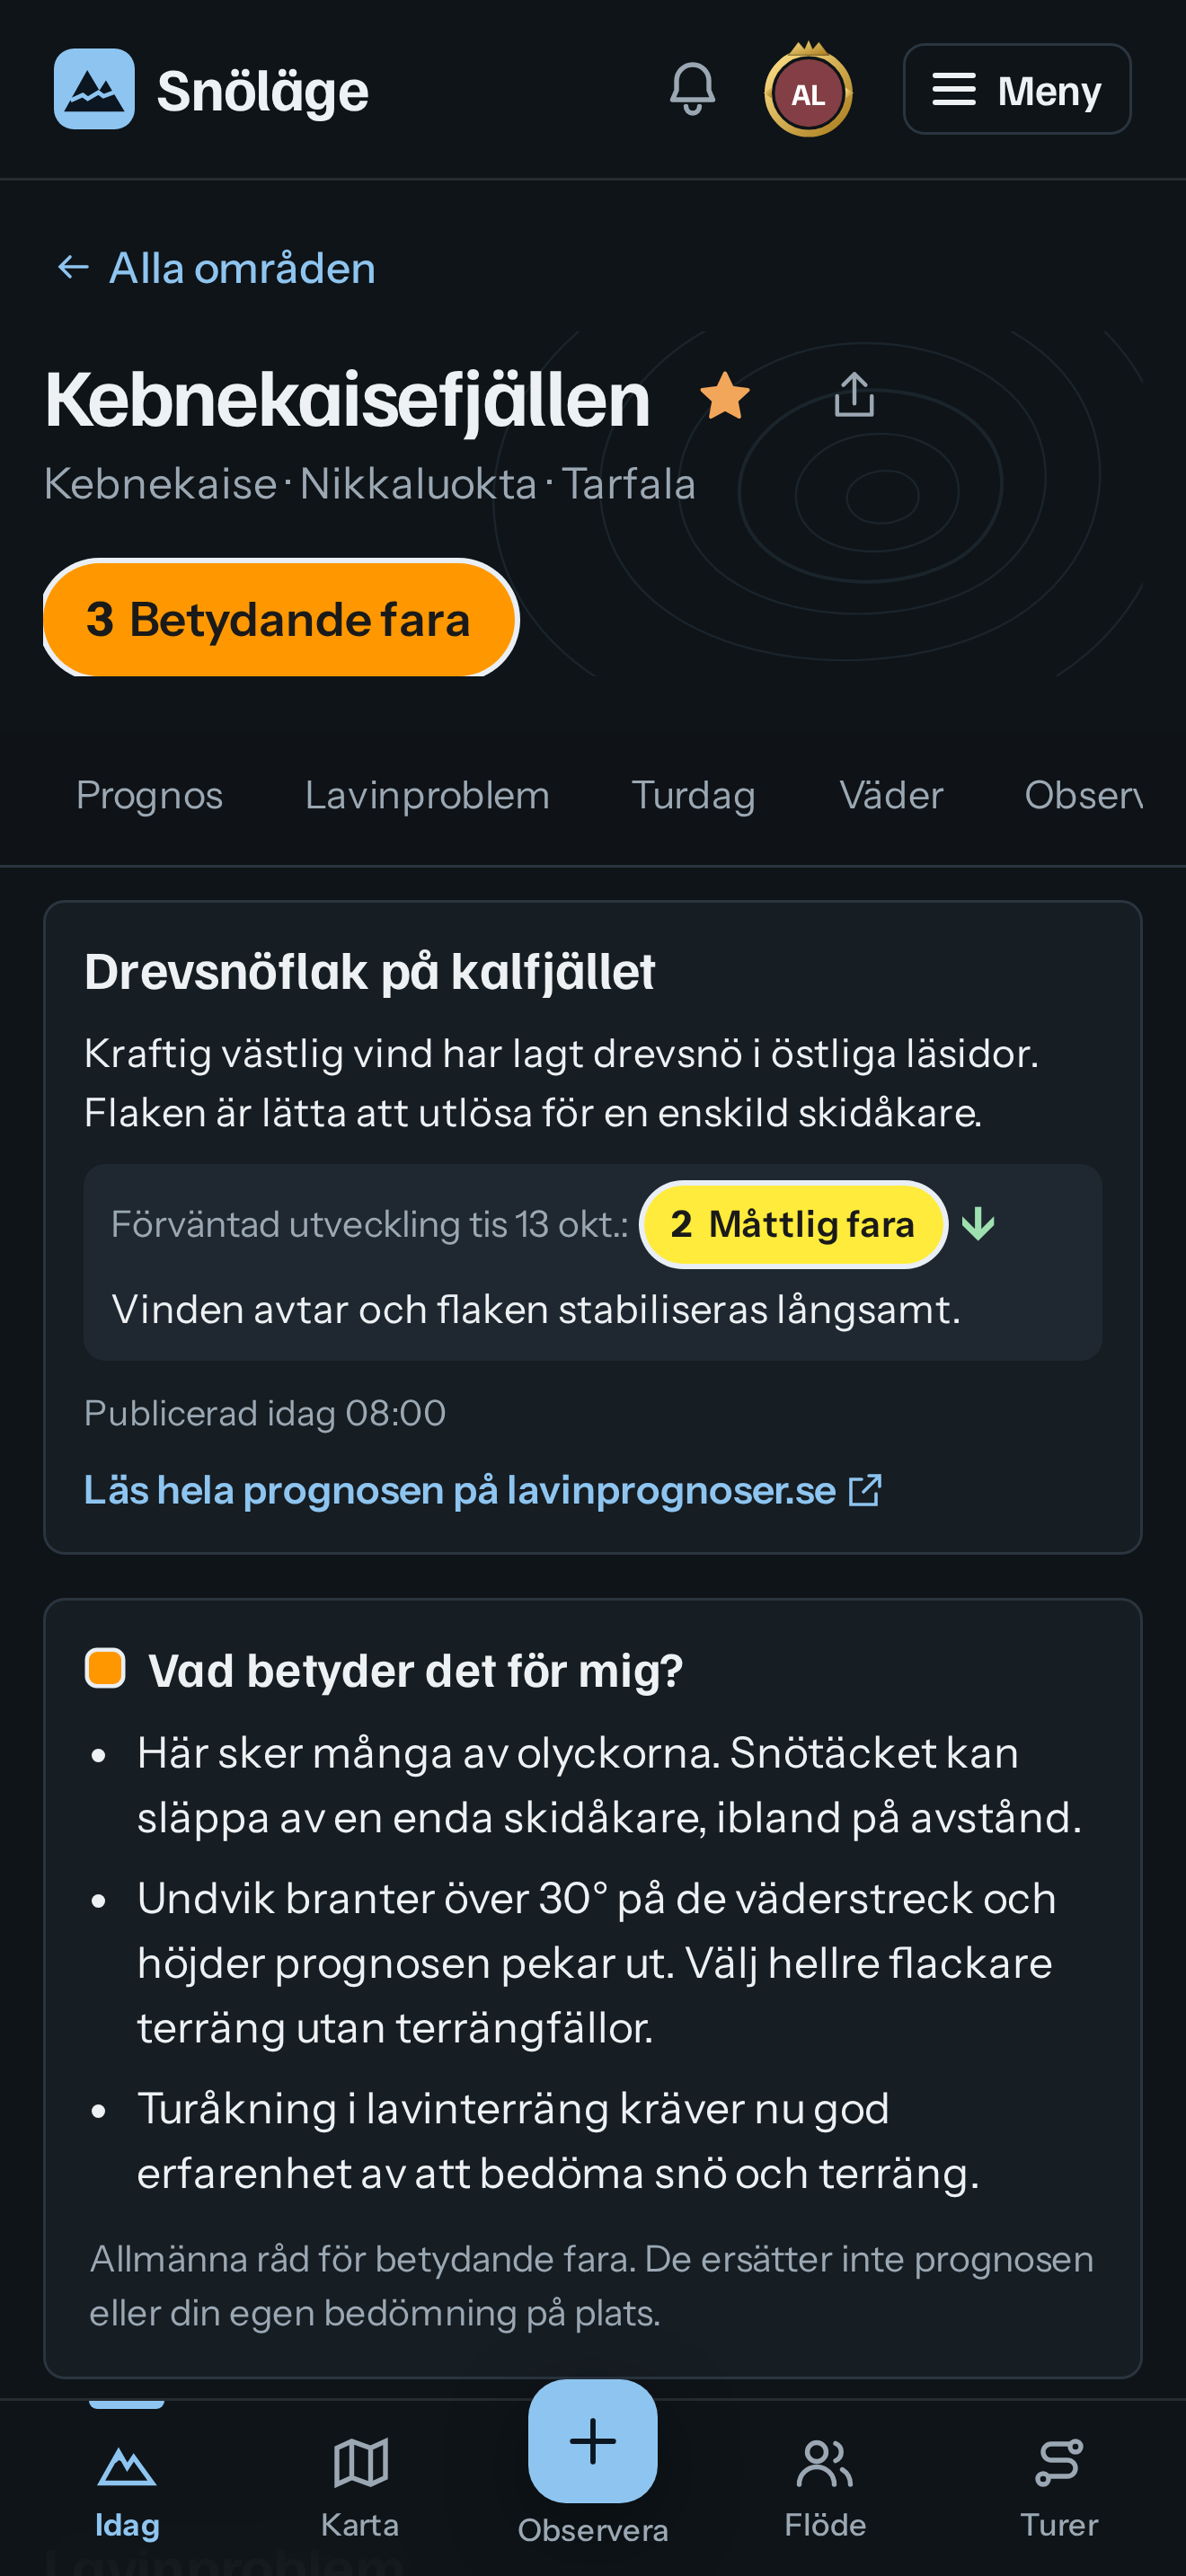 Snöläge
AL
Meny
← Alla områden
Kebnekaisefjällen
Kebnekaise · Nikkaluokta · Tarfala
3 Betydande fara
Prognos Lavinproblem Turdag Väder Observ
Drevsnöflak på kalfjället
Kraftig västlig vind har lagt drevsnö i östliga läsidor.
Flaken är lätta att utlösa för en enskild skidåkare.
Förväntad utveckling tis 13 okt.: 2 Måttlig fara ↓
Vinden avtar och flaken stabiliseras långsamt.
Publicerad idag 08:00
Läs hela prognosen på lavinprognoser.se
Vad betyder det för mig?
• Här sker många av olyckorna. Snötäcket kan
släppa av en enda skidåkare, ibland på avstånd.
• Undvik branter över 30° på de väderstreck och
höjder prognosen pekar ut. Välj hellre flackare
terräng utan terrängfällor.
• Turåkning i lavinterräng kräver nu god
erfarenhet av att bedöma snö och terräng.
Allmänna råd för betydande fara. De ersätter inte prognosen
eller din egen bedömning på plats.
Idag Karta Observera Flöde Turer
Lavinproblem